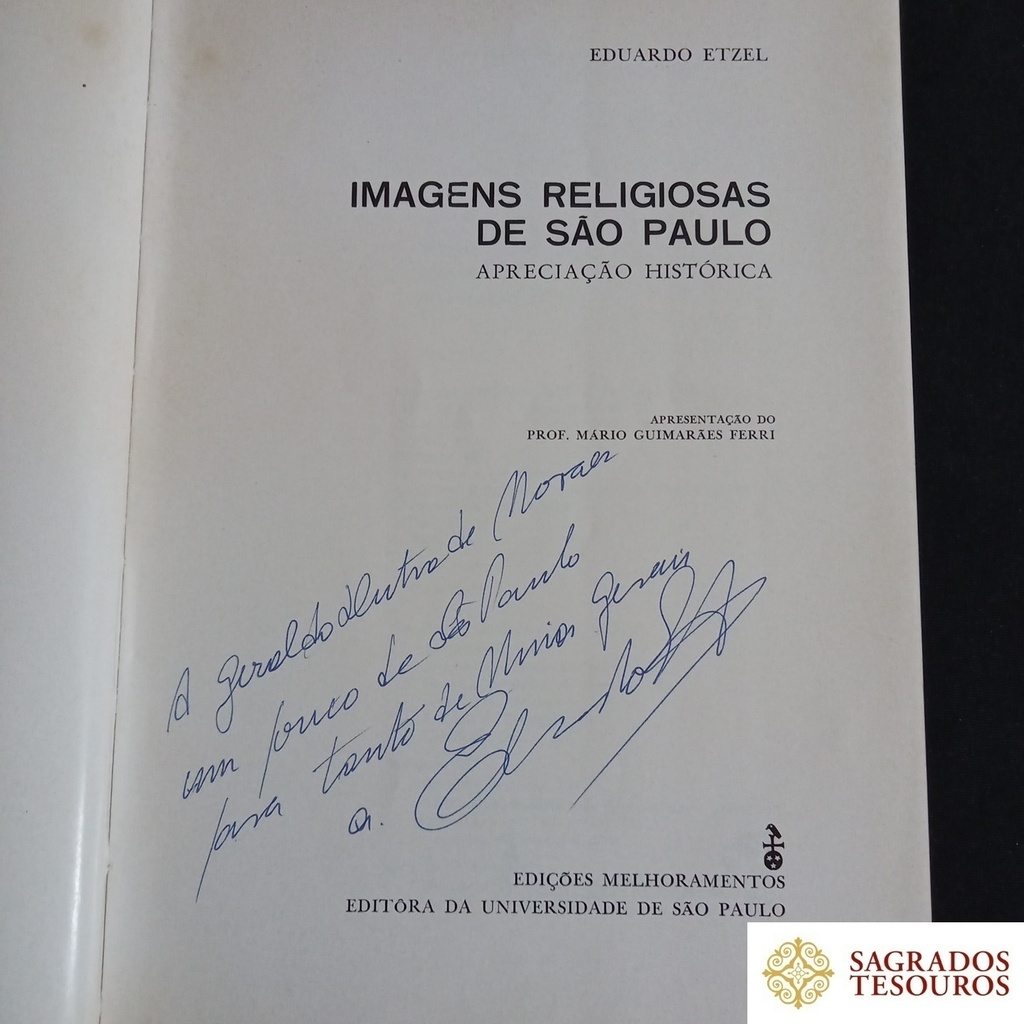 EDUARDO ETZEL
IMAGENS RELIGIOSAS
DE SÃO PAULO
APRECIAÇÃO HISTÓRICA
APRESENTAÇÃO DO
PROF. MÁRIO GUIMARÃES FERRI
A Geraldo Dutra de Moraes
um pouco de São Paulo
para tanto de Minas Gerais
a.
EDIÇÕES MELHORAMENTOS
EDITÔRA DA UNIVERSIDADE DE SÃO PAULO
SAGRADOS
TESOUROS